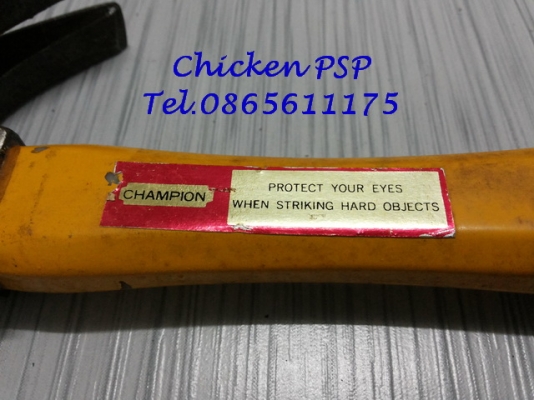 Chicken PSP
Tel.0865611175
CHAMPION
PROTECT YOUR EYES
WHEN STRIKING HARD OBJECTS